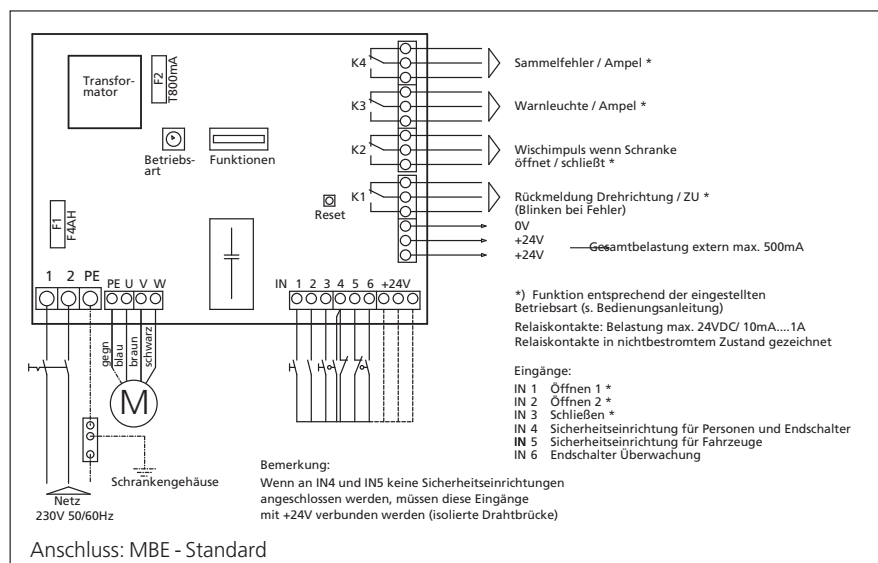 Transfor-
mator
F2
T800mA
Betriebs-
art
Funktionen
F1
F4AH
Reset
K4
K3
K2
K1
Sammelfehler / Ampel *
Warnleuchte / Ampel *
Wischimpuls wenn Schranke
öffnet / schließt *
Rückmeldung Drehrichtung / ZU *
(Blinken bei Fehler)
0V
+24V
+24V
Gesamtbelastung extern max. 500mA
1 2 PE
PE U V W
IN 1 2 3 4 5 6 +24V
gegn
blau
braun
schwarz
M
Schrankengehäuse
Netz
230V 50/60Hz
*) Funktion entsprechend der eingestellten
Betriebsart (s. Bedienungsanleitung)
Relaiskontakte: Belastung max. 24VDC/ 10mA....1A
Relaiskontakte in nichtbestromtem Zustand gezeichnet
Eingänge:
IN 1 Öffnen 1 *
IN 2 Öffnen 2 *
IN 3 Schließen *
IN 4 Sicherheitseinrichtung für Personen und Endschalter
IN 5 Sicherheitseinrichtung für Fahrzeuge
IN 6 Endschalter Überwachung
Bemerkung:
Wenn an IN4 und IN5 keine Sicherheitseinrichtungen
angeschlossen werden, müssen diese Eingänge
mit +24V verbunden werden (isolierte Drahtbrücke)
Anschluss: MBE - Standard